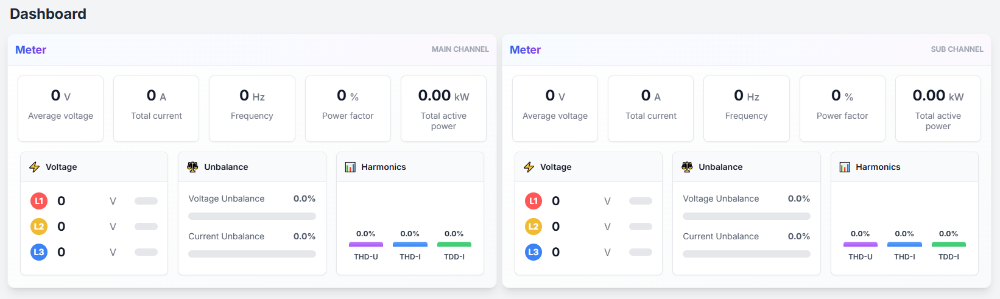 Dashboard
Meter
MAIN CHANNEL
0 V
Average voltage
0 A
Total current
0 Hz
Frequency
0 %
Power factor
0.00 kW
Total active
power
Voltage
L1 0 V
L2 0 V
L3 0 V
Unbalance
Voltage Unbalance 0.0%
Current Unbalance 0.0%
Harmonics
0.0% 0.0% 0.0%
THD-U THD-I TDD-I
Meter
SUB CHANNEL
0 V
Average voltage
0 A
Total current
0 Hz
Frequency
0 %
Power factor
0.00 kW
Total active
power
Voltage
L1 0 V
L2 0 V
L3 0 V
Unbalance
Voltage Unbalance 0.0%
Current Unbalance 0.0%
Harmonics
0.0% 0.0% 0.0%
THD-U THD-I TDD-I